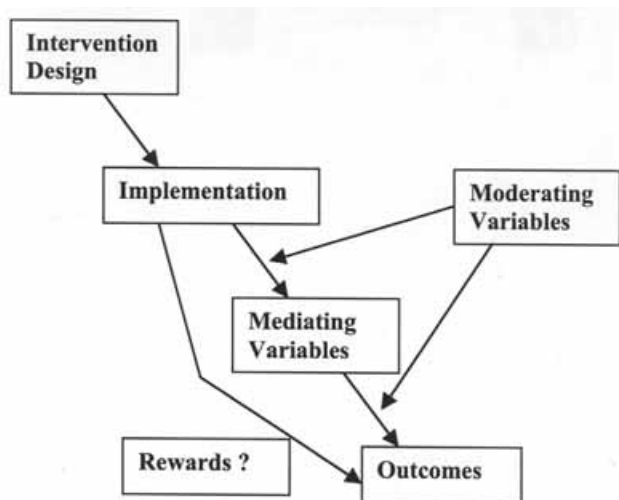 Intervention
Design
Implementation
Moderating
Variables
Mediating
Variables
Rewards ?
Outcomes